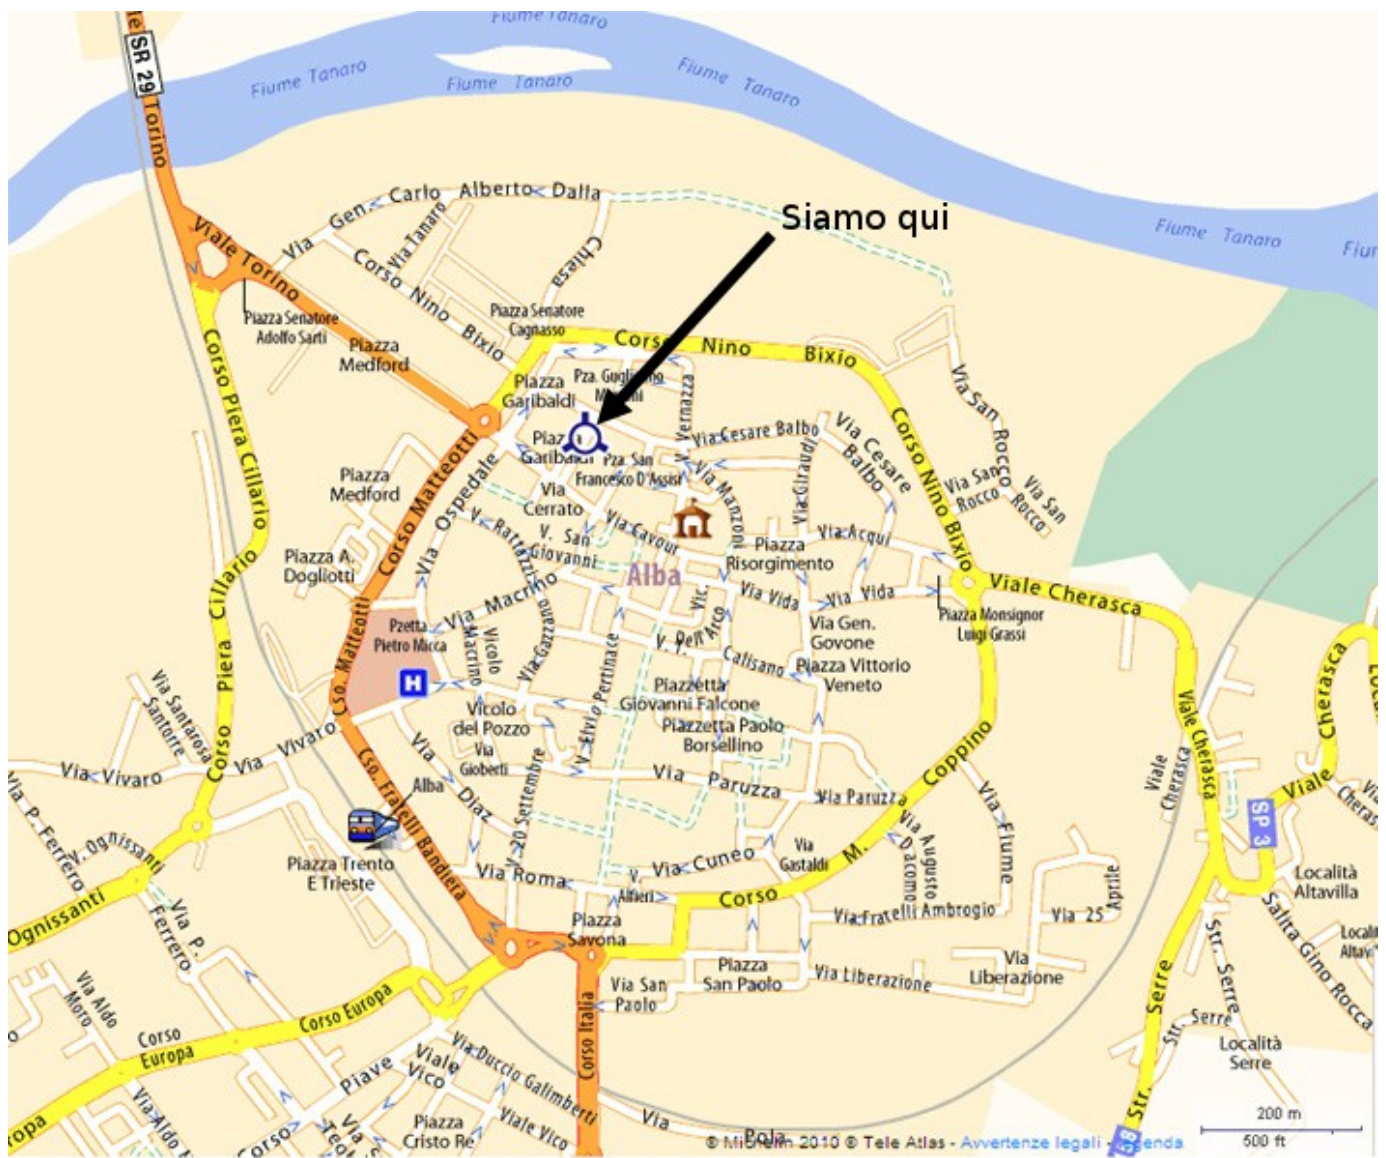 Fiume Tanaro
Fiume Tanaro
Fiume Tanaro
Fiume Tanaro
Fiume Tanaro
SR 29
Torino
Siamo qui
Via Gen. Carlo Alberto Dalla
Chiesa
Via Tanaro
Viale Torino
Corso Nino Bixio
Piazza Senatore
Adolfo Sarti
Piazza Senatore
Cagnasso
Piazza
Medford
Corso Nino Bixio
Corso Piera Cillario
Piazza
Garibaldi
Pza.
V. Vernazza
Via Cesare Balbo
Via Cesare
Balbo
Corso Nino Bixio
Via San Rocco
Via San
Rocco
Via San
Rocco
Corso Matteotti
Piazza
Medford
Via Ospedale
Pza. San
Francesco D'Assisi
Via Manzoni
Via Giraudi
Via
Cerrato
Via Cavour
V. San
Giovanni
V. Rattazzi
Via Acqui
Piazza
Risorgimento
Piazza A.
Dogliotti
Alba
Via Vida
Via Vida
Viale Cherasca
Piazza Monsignor
Luigi Grassi
Cillario
Cso. Matteotti
Via Macrino
Pzetta
Pietro Micca
Vicolo
Macrino
Via Gazzano
V. Elvio Pertinace
Vic.
V. Dell'Arco
Calisano
Via Gen.
Govone
Piazza Vittorio
Veneto
H
Corso Piera
Via Santarosa
Santorre
Piazzetta
Giovanni Falcone
Piazzetta Paolo
Borsellino
Vicolo
del Pozzo
Via
Gioberti
Via Vivaro
Via Vivaro
Via Diaz
Alba
V. 20 Settembre
Via Paruzza
Via Paruzza
Corso M. Coppino
Via Fiume
Viale
Cherasca
Viale Cherasca
Viale Cherasca
SP 3
Via P. Ferrero
V. Ognissanti
Ognissanti
Via P.
Ferrero
Piazza Trento
E Trieste
Cso. Fratelli Bandiera
Via Roma
V.
Alfieri
Via Cuneo
Via
Gastaldi
Via Augusto
Dacomo
Via Fratelli Ambrogio
Via 25 Aprile
Località
Altavilla
Salita Gino Rocca
Piazza
Savona
Via San
Paolo
Piazza
San Paolo
Via Liberazione
Via
Liberazione
Str. Serre
Str. Serre
Str. Serre
Località
Serre
Via Aldo
Moro
Corso
Europa
Corso Europa
Corso Italia
Via Duccio Galimberti
Viale
Vico
Viale Vico
Corso Piave
Piazza
Cristo Re
Via Pola
Via Aldo
200 m
500 ft
© Michelin 2010 © Tele Atlas - Avvertenze legali -